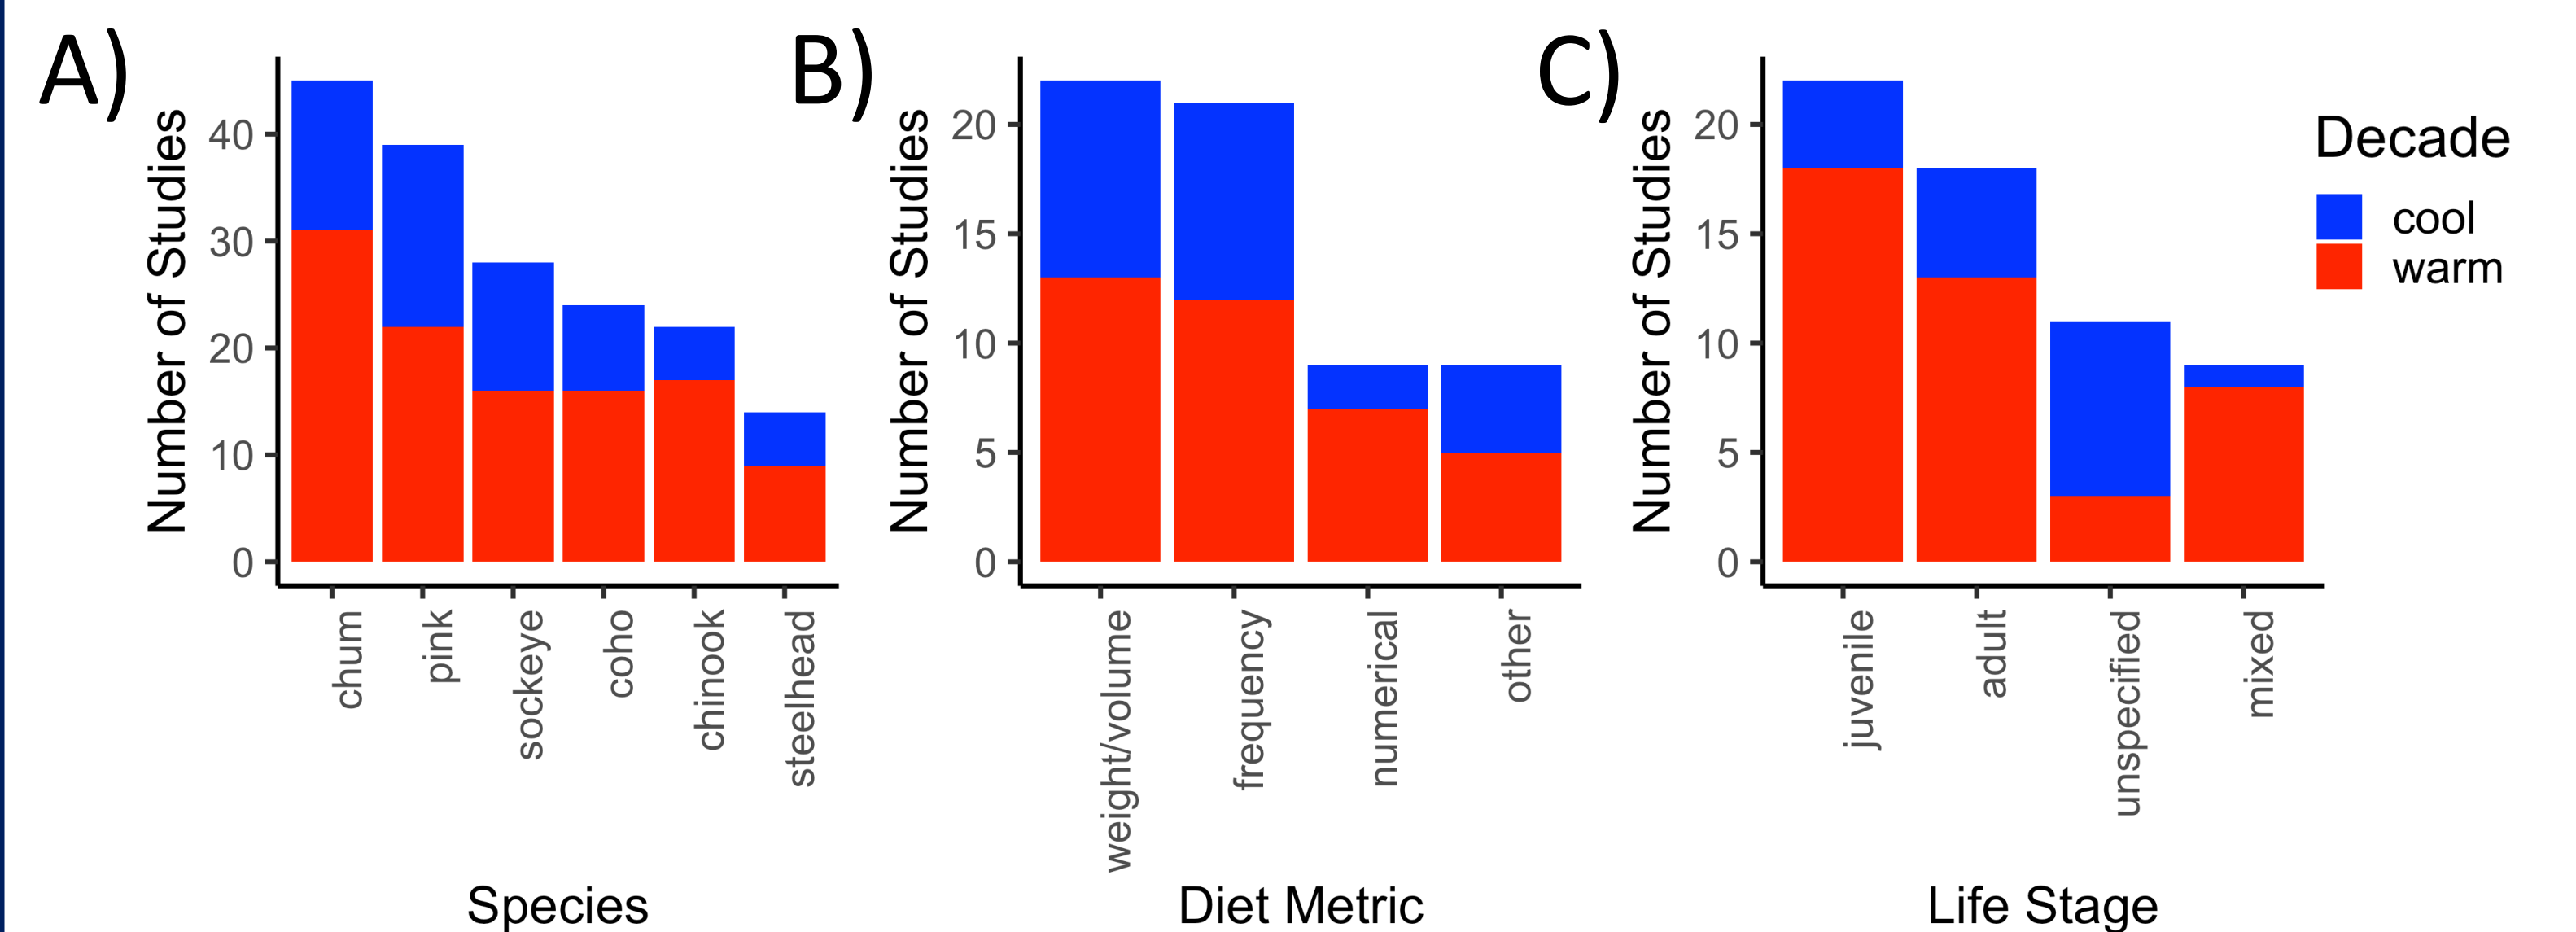 A)
Number of Studies
40
30
20
10
0
chum
pink
sockeye
coho
chinook
steelhead
Species
B)
Number of Studies
20
15
10
5
0
weight/volume
frequency
numerical
other
Diet Metric
C)
Number of Studies
20
15
10
5
0
juvenile
adult
unspecified
mixed
Life Stage
Decade
cool
warm